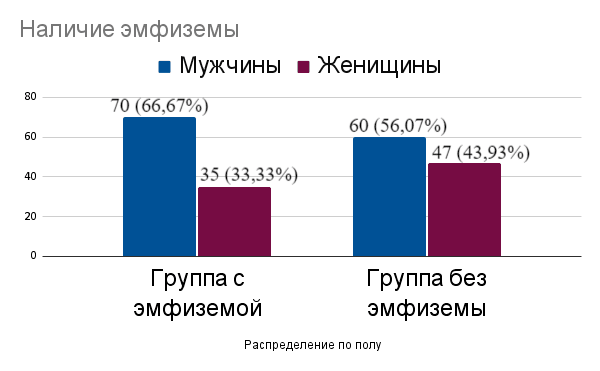 Наличие эмфиземы
Мужчины Женищины
80
70 (66,67%)
60 (56,07%)
60
47 (43,93%)
40
35 (33,33%)
20
0
Группа с Группа без
эмфиземой эмфиземы
Распределение по полу